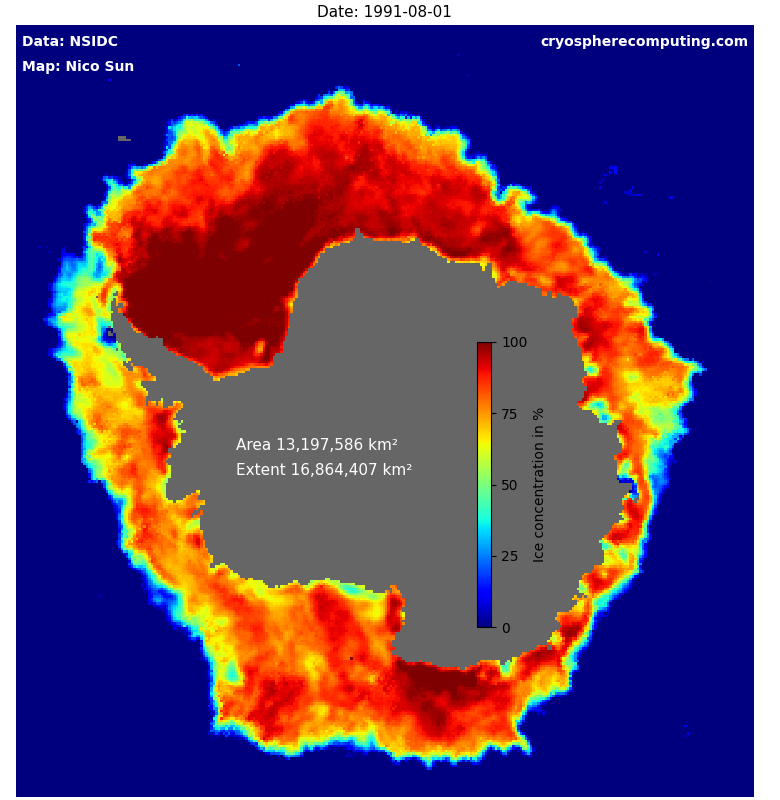 Date: 1991-08-01
Data: NSIDC
cryospherecomputing.com
Map: Nico Sun
100
75
50
25
0
Ice concentration in %
Area 13,197,586 km²
Extent 16,864,407 km²